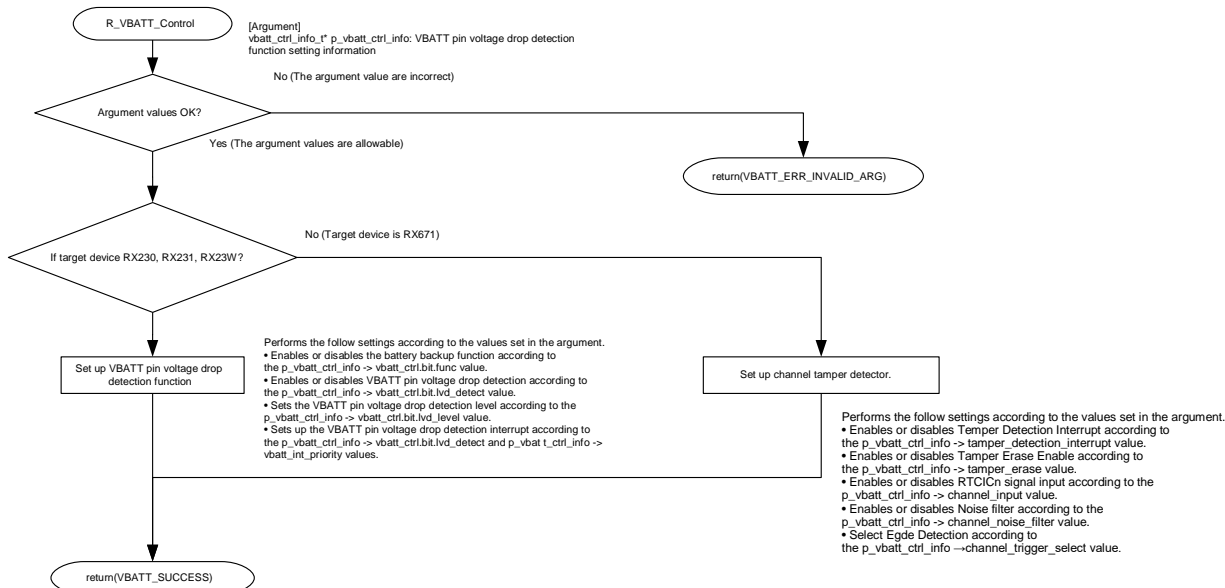 R_VBATT_Control
[Argument]
vbatt_ctrl_info_t* p_vbatt_ctrl_info: VBATT pin voltage drop detection
function setting information
No (The argument value are incorrect)
Argument values OK?
Yes (The argument values are allowable)
return(VBATT_ERR_INVALID_ARG)
No (Target device is RX671)
If target device RX230, RX231, RX23W?
Performs the follow settings according to the values set in the argument.
• Enables or disables the battery backup function according to
the p_vbatt_ctrl_info -> vbatt_ctrl.bit.func value.
• Enables or disables VBATT pin voltage drop detection according to
the p_vbatt_ctrl_info -> vbatt_ctrl.bit.lvd_detect value.
• Sets the VBATT pin voltage drop detection level according to the
p_vbatt_ctrl_info -> vbatt_ctrl.bit.lvd_level value.
• Sets up the VBATT pin voltage drop detection interrupt according to
the p_vbatt_ctrl_info -> vbatt_ctrl.bit.lvd_detect and p_vbat t_ctrl_info ->
vbatt_int_priority values.
Set up VBATT pin voltage drop
detection function
Set up channel tamper detector.
Performs the follow settings according to the values set in the argument.
• Enables or disables Temper Detection Interrupt according to
the p_vbatt_ctrl_info -> tamper_detection_interrupt value.
• Enables or disables Tamper Erase Enable according to
the p_vbatt_ctrl_info -> tamper_erase value.
• Enables or disables RTCICn signal input according to the
p_vbatt_ctrl_info -> channel_input value.
• Enables or disables Noise filter according to the
p_vbatt_ctrl_info -> channel_noise_filter value.
• Select Egde Detection according to
the p_vbatt_ctrl_info →channel_trigger_select value.
return(VBATT_SUCCESS)